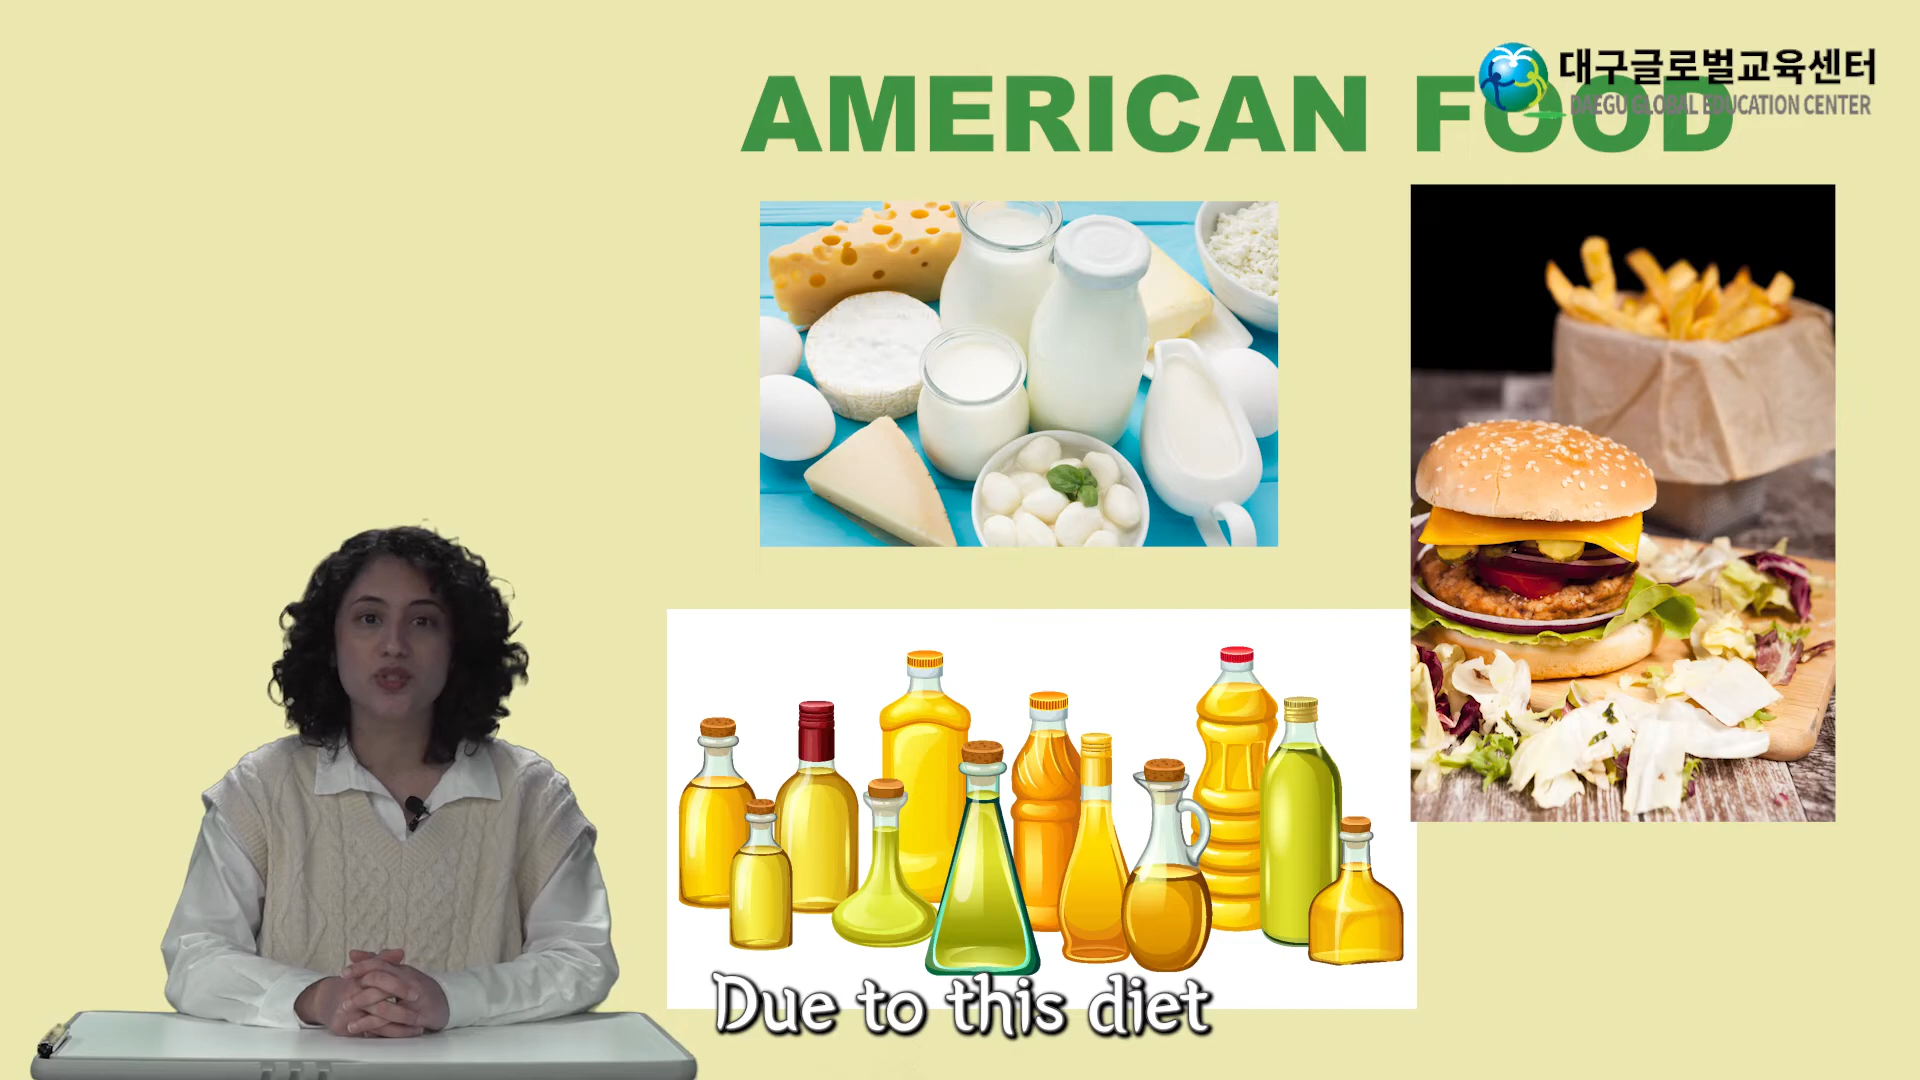 AMERICAN FOOD
대구글로벌교육센터
DAEGU GLOBAL EDUCATION CENTER
Due to this diet